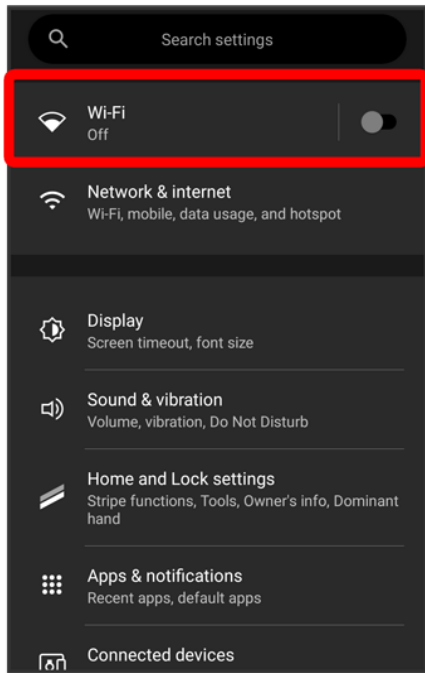 Search settings
Wi-Fi
Off
Network & internet
Wi-Fi, mobile, data usage, and hotspot
Display
Screen timeout, font size
Sound & vibration
Volume, vibration, Do Not Disturb
Home and Lock settings
Stripe functions, Tools, Owner's info, Dominant
hand
Apps & notifications
Recent apps, default apps
Connected devices